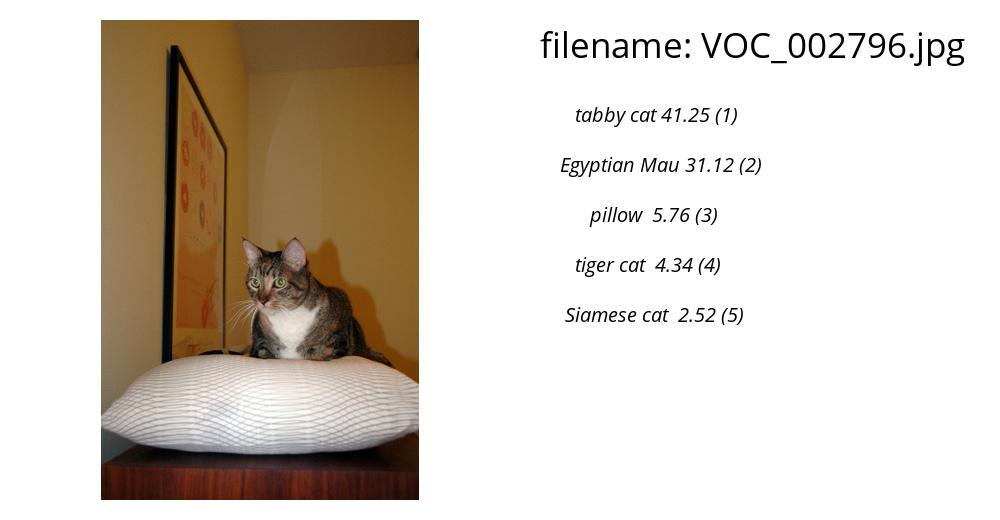 filename: VOC_002796.jpg
tabby cat 41.25 (1)
Egyptian Mau 31.12 (2)
pillow 5.76 (3)
tiger cat 4.34 (4)
Siamese cat 2.52 (5)